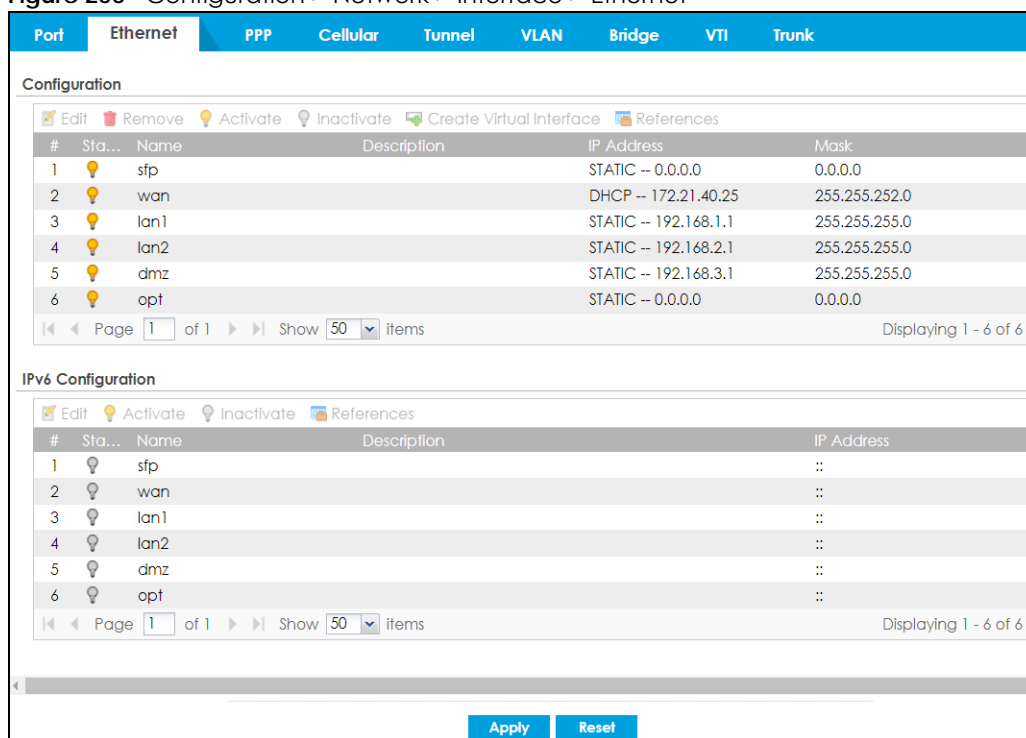 Configuration > Network > Interface > Ethernet
Port Ethernet PPP Cellular Tunnel VLAN Bridge VTI Trunk
Configuration
Edit Remove Activate Inactivate Create Virtual Interface References
# Sta... Name Description IP Address Mask
1 sfp STATIC -- 0.0.0.0 0.0.0.0
2 wan DHCP -- 172.21.40.25 255.255.252.0
3 lan1 STATIC -- 192.168.1.1 255.255.255.0
4 lan2 STATIC -- 192.168.2.1 255.255.255.0
5 dmz STATIC -- 192.168.3.1 255.255.255.0
6 opt STATIC -- 0.0.0.0 0.0.0.0
Page 1 of 1 Show 50 items Displaying 1 - 6 of 6
IPv6 Configuration
Edit Activate Inactivate References
# Sta... Name Description IP Address
1 sfp ::
2 wan ::
3 lan1 ::
4 lan2 ::
5 dmz ::
6 opt ::
Page 1 of 1 Show 50 items Displaying 1 - 6 of 6
Apply Reset